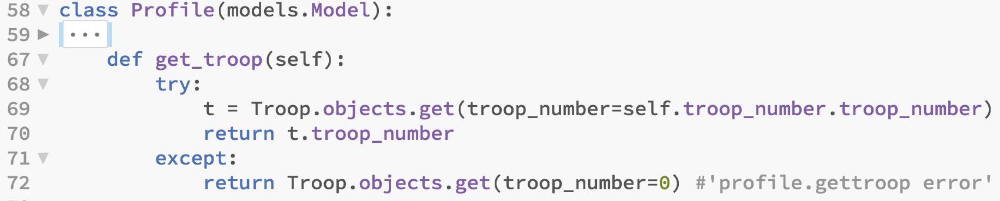 58 ▼ class Profile(models.Model):
59 ▶ ...
67 ▼     def get_troop(self):
68 ▼         try:
69                 t = Troop.objects.get(troop_number=self.troop_number.troop_number)
70                 return t.troop_number
71 ▼         except:
72                 return Troop.objects.get(troop_number=0) #'profile.gettroop error'